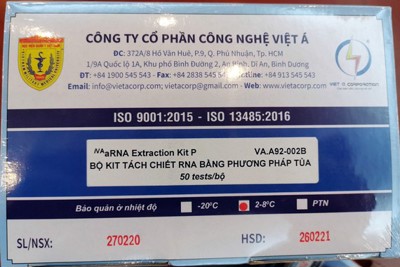 CÔNG TY CỔ PHẦN CÔNG NGHỆ VIỆT Á
ĐC: 372A/8 Hồ Văn Huê, P.9, Q. Phú Nhuận, Tp. HCM
1/9A Quốc lộ 1A, Khu phố Bình Đường 2, An Bình, Dĩ An, Bình Dương
ĐT: +84 1900 545 543 - Fax: +84 2838 545 - Hotline: +84 913 545 543
Email: info@vietacorp.com / vietacorp@gmail.com - Web: www.vietacorp.com
VIET A CORPORATION
ISO 9001:2015 - ISO 13485:2016
iVAaRNA Extraction Kit P VA.A92-002B
BỘ KIT TÁCH CHIẾT RNA BẰNG PHƯƠNG PHÁP TỦA
50 tests/bộ
Bảo quản ở nhiệt độ -20°C 2-8°C PTN
SL/NSX: 270220 HSD: 260221